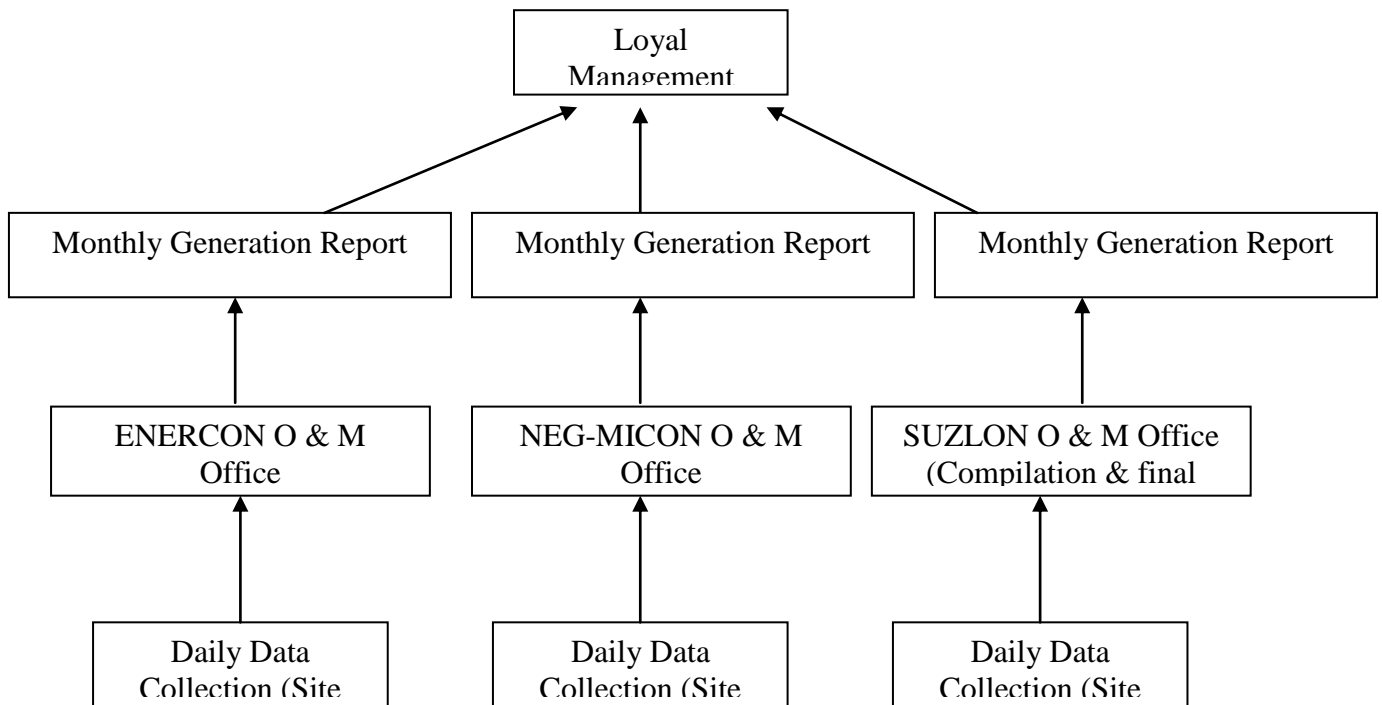 Loyal
Management
Monthly Generation Report
Monthly Generation Report
Monthly Generation Report
ENERCON O & M
Office
NEG-MICON O & M
Office
SUZLON O & M Office
(Compilation & final
Daily Data
Collection (Site
Daily Data
Collection (Site
Daily Data
Collection (Site